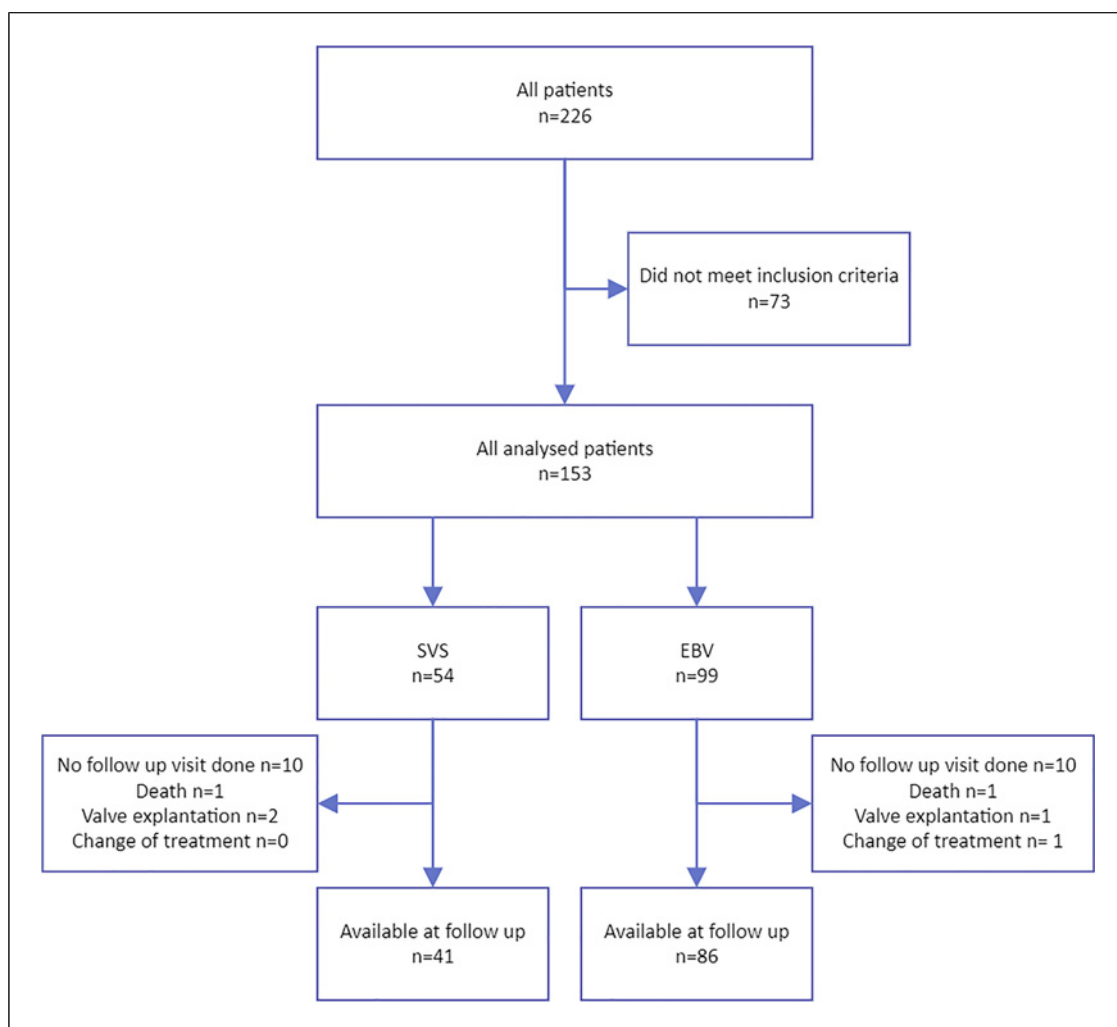 All patients
n=226
Did not meet inclusion criteria
n=73
All analysed patients
n=153
SVS
n=54
EBV
n=99
No follow up visit done n=10
Death n=1
Valve explantation n=2
Change of treatment n=0
No follow up visit done n=10
Death n=1
Valve explantation n=1
Change of treatment n= 1
Available at follow up
n=41
Available at follow up
n=86